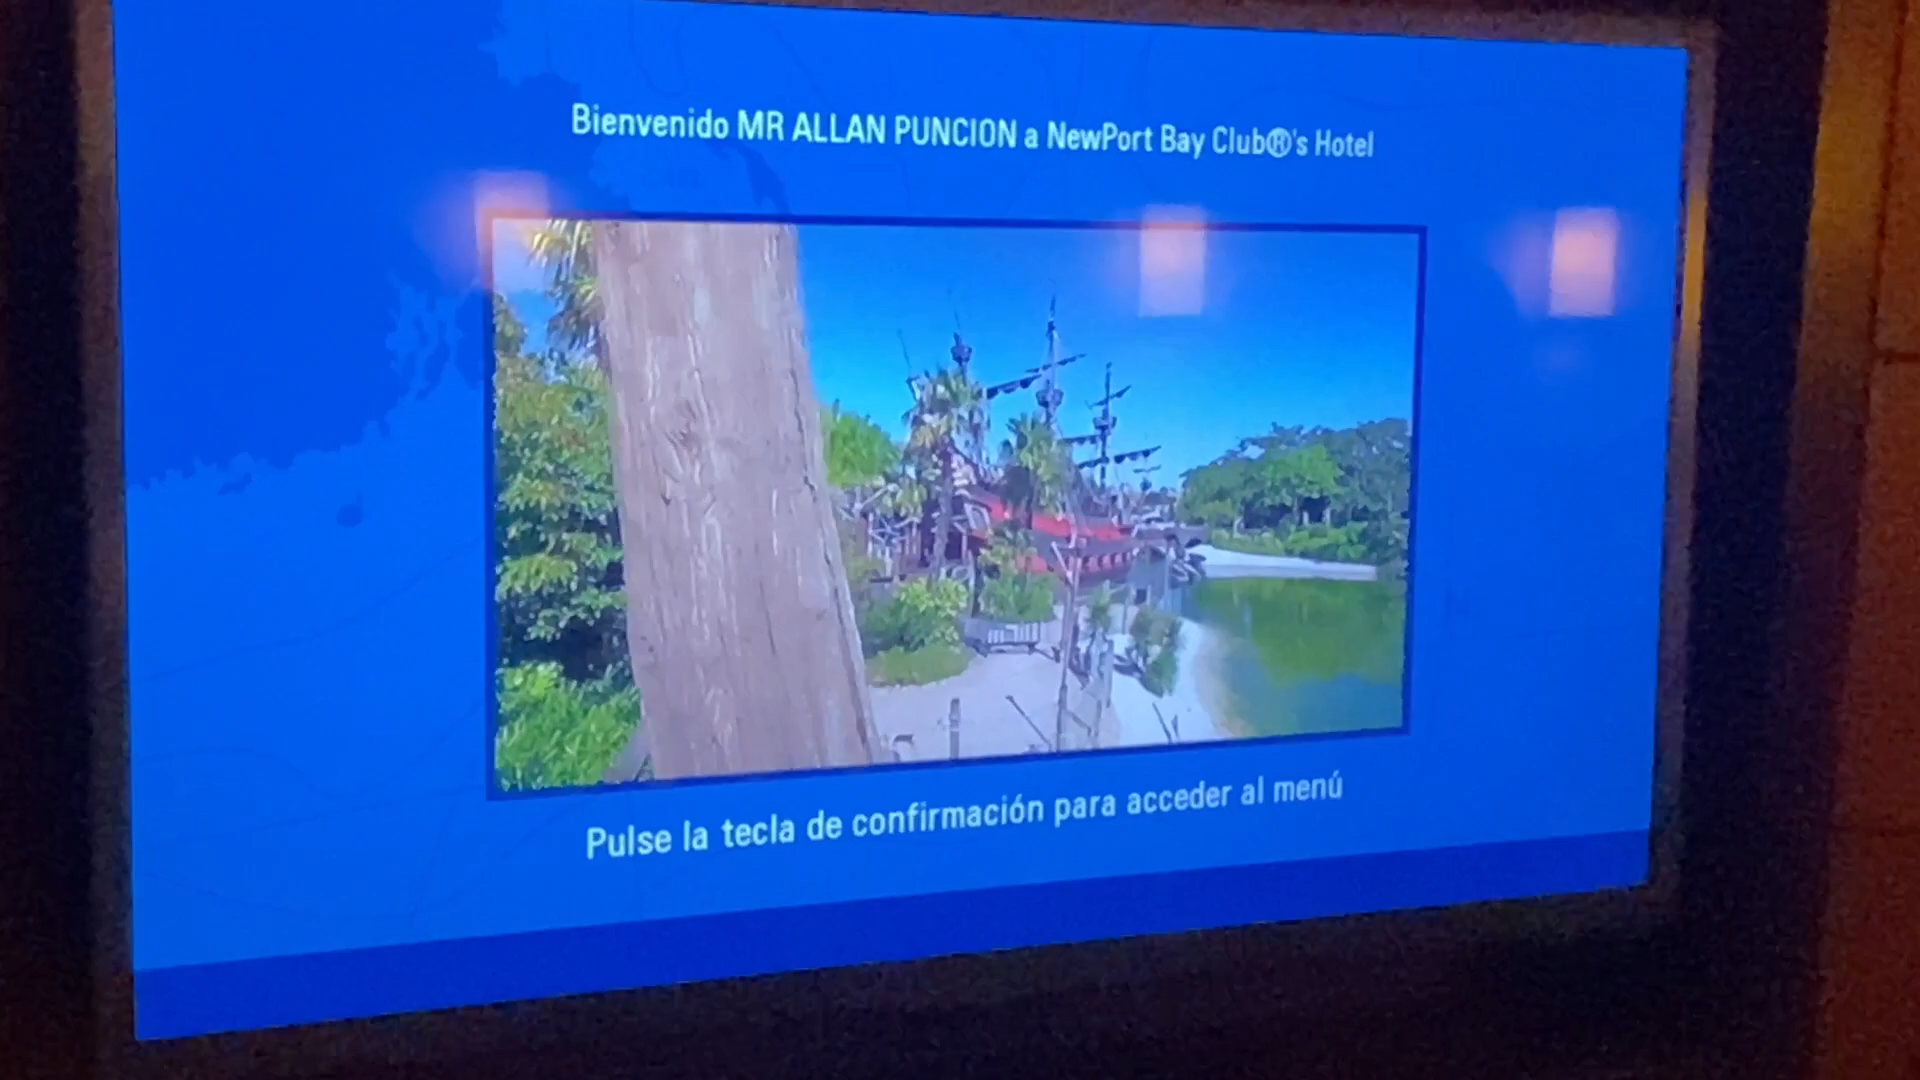 Bienvenido MR ALLAN PUNCION a NewPort Bay Club®'s Hotel
Pulse la tecla de confirmación para acceder al menú